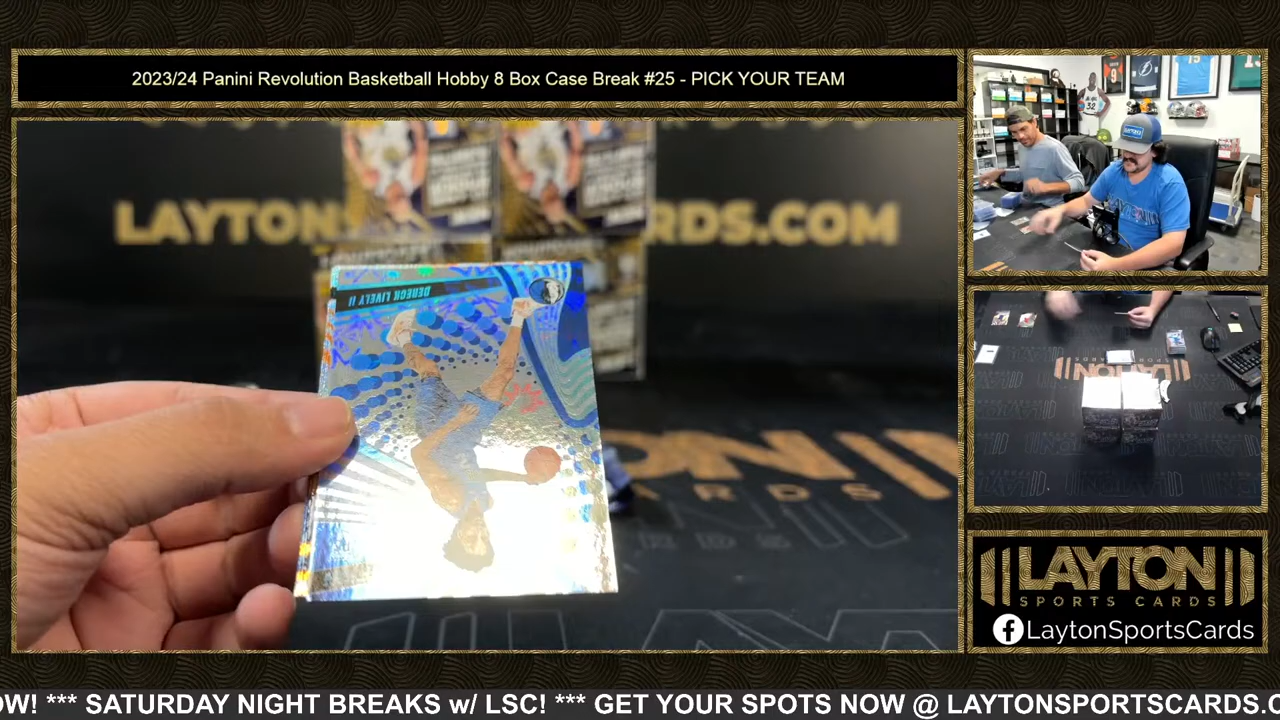 2023/24 Panini Revolution Basketball Hobby 8 Box Case Break #25 - PICK YOUR TEAM
LAYTON RDS.COM
DERECK LIVELY II
ARDS
LAYTON
SPORTS CARDS
LaytonSportsCards
OW! *** SATURDAY NIGHT BREAKS w/ LSC! *** GET YOUR SPOTS NOW @ LAYTONSPORTSCARDS.C